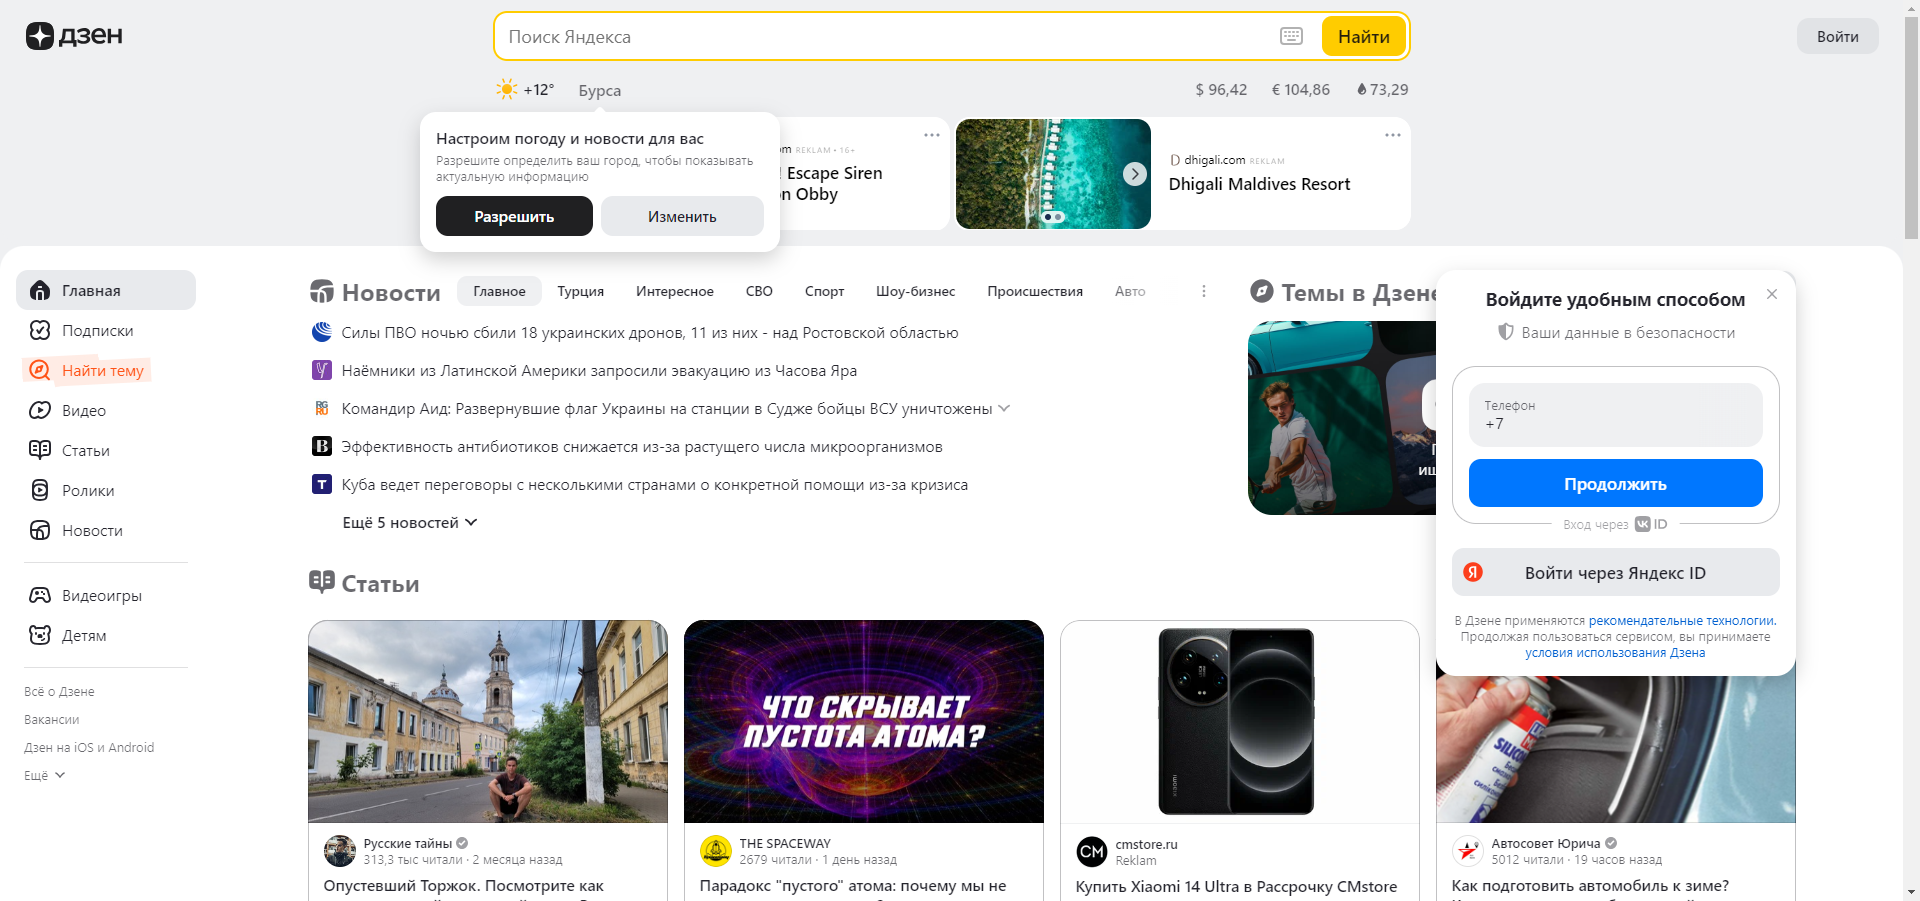 дзен
Поиск Яндекса
Найти
Войти
+12°
Бурса
$ 96,42
€ 104,86
73,29
Настроим погоду и новости для вас
Разрешите определить ваш город, чтобы показывать
актуальную информацию
Разрешить
Изменить
REKLAM • 16+
! Escape Siren
Obby
dhigali.com REKLAM
Dhigali Maldives Resort
Главная
Подписки
Найти тему
Видео
Статьи
Ролики
Новости
Видеоигры
Детям
Всё о Дзене
Вакансии
Дзен на iOS и Android
Ещё
Новости
Главное
Турция
Интересное
СВО
Спорт
Шоу-бизнес
Происшествия
Авто
Силы ПВО ночью сбили 18 украинских дронов, 11 из них - над Ростовской областью
Наёмники из Латинской Америки запросили эвакуацию из Часова Яра
Командир Аид: Развернувшие флаг Украины на станции в Судже бойцы ВСУ уничтожены
Эффективность антибиотиков снижается из-за растущего числа микроорганизмов
Куба ведет переговоры с несколькими странами о конкретной помощи из-за кризиса
Ещё 5 новостей
Темы в Дзене
Войдите удобным способом
Ваши данные в безопасности
Телефон
+7
Продолжить
Вход через VK ID
Войти через Яндекс ID
В Дзене применяются рекомендательные технологии.
Продолжая пользоваться сервисом, вы принимаете
условия использования Дзена
Статьи
Русские тайны
313,3 тыс читали · 2 месяца назад
Опустевший Торжок. Посмотрите как
ЧТО СКРЫВАЕТ
ПУСТОТА АТОМА?
THE SPACEWAY
2679 читали · 1 день назад
Парадокс "пустого" атома: почему мы не
xiaomi
CM
cmstore.ru
Reklam
Купить Xiaomi 14 Ultra в Рассрочку CMstore
SILICON
Автосовет Юрича
5012 читали · 19 часов назад
Как подготовить автомобиль к зиме?